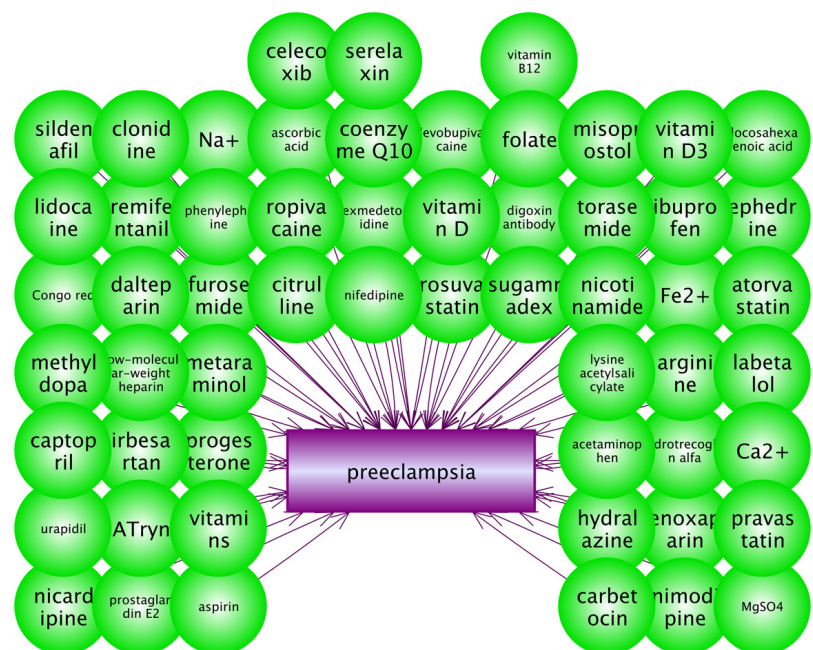 celeco
xib
serela
xin
vitamin
B12
silden
afil
clonid
ine
Na+
ascorbic
acid
coenzy
me Q10
evobupiva
caine
folate
misopr
ostol
vitami
n D3
docosahexa
enoic acid
lidoca
ine
remife
ntanil
phenyleph
ine
ropiva
caine
exmedeto
idine
vitami
n D
digoxin
antibody
torase
mide
ibupro
fen
ephedr
ine
Congo red
daltep
arin
furose
mide
citrul
line
nifedipine
rosuva
statin
sugamm
adex
nicoti
namide
Fe2+
atorva
statin
methyl
dopa
ow-molecul
ar-weight
heparin
metara
minol
lysine
acetylsali
cylate
argini
ne
labeta
lol
captop
ril
irbesa
rtan
proges
terone
preeclampsia
acetaminop
hen
drotrecogi
n alfa
Ca2+
urapidil
ATryn
vitami
ns
hydral
azine
enoxap
arin
pravas
tatin
nicard
ipine
prostaglan
din E2
aspirin
carbet
ocin
nimodi
pine
MgSO4